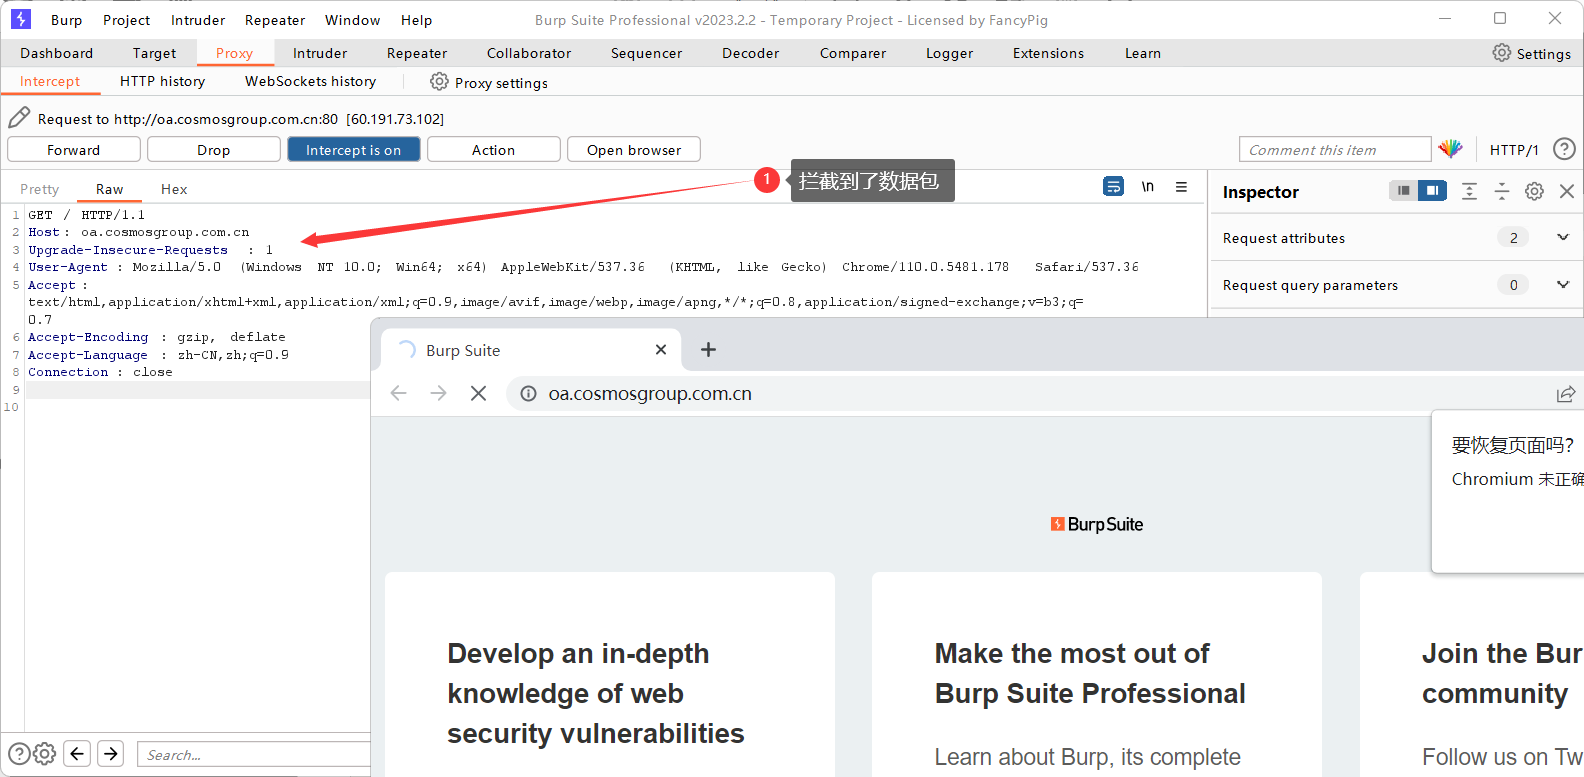 Burp Project Intruder Repeater Window Help Burp Suite Professional v2023.2.2 - Temporary Project - Licensed by FancyPig
Dashboard Target Proxy Intruder Repeater Collaborator Sequencer Decoder Comparer Logger Extensions Learn Settings
Intercept HTTP history WebSockets history Proxy settings
Request to http://oa.cosmosgroup.com.cn:80 [60.191.73.102]
Forward Drop Intercept is on Action Open browser Comment this item HTTP/1 ?
Pretty Raw Hex \n
1 拦截到了数据包
Inspector
Request attributes 2
Request query parameters 0
1 GET / HTTP/1.1
2 Host: oa.cosmosgroup.com.cn
3 Upgrade-Insecure-Requests : 1
4 User-Agent : Mozilla/5.0 (Windows NT 10.0; Win64; x64) AppleWebKit/537.36 (KHTML, like Gecko) Chrome/110.0.5481.178 Safari/537.36
5 Accept :
text/html,application/xhtml+xml,application/xml;q=0.9,image/avif,image/webp,image/apng,*/*;q=0.8,application/signed-exchange;v=b3;q=
0.7
6 Accept-Encoding : gzip, deflate
7 Accept-Language : zh-CN,zh;q=0.9
8 Connection : close
9
10
Burp Suite
oa.cosmosgroup.com.cn
要恢复页面吗？
Chromium 未正确
Burp Suite
Develop an in-depth
knowledge of web
security vulnerabilities
Make the most out of
Burp Suite Professional
Learn about Burp, its complete
Join the Bur
community
Follow us on Tw
? Search...